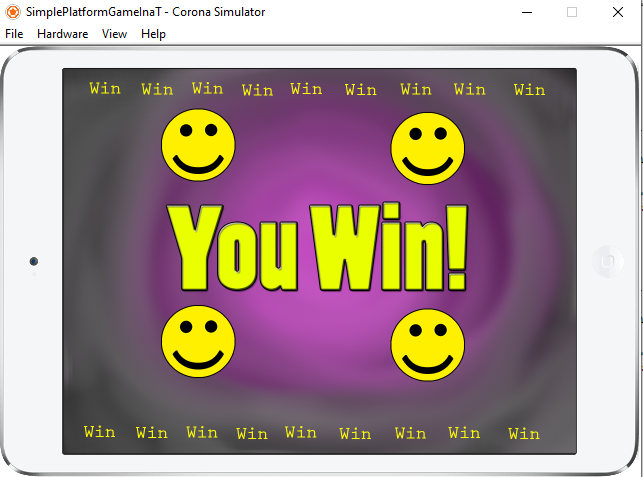 SimplePlatformGameInaT - Corona Simulator
File Hardware View Help
Win Win Win Win Win Win Win Win Win
You Win!
Win Win Win Win Win Win Win Win Win